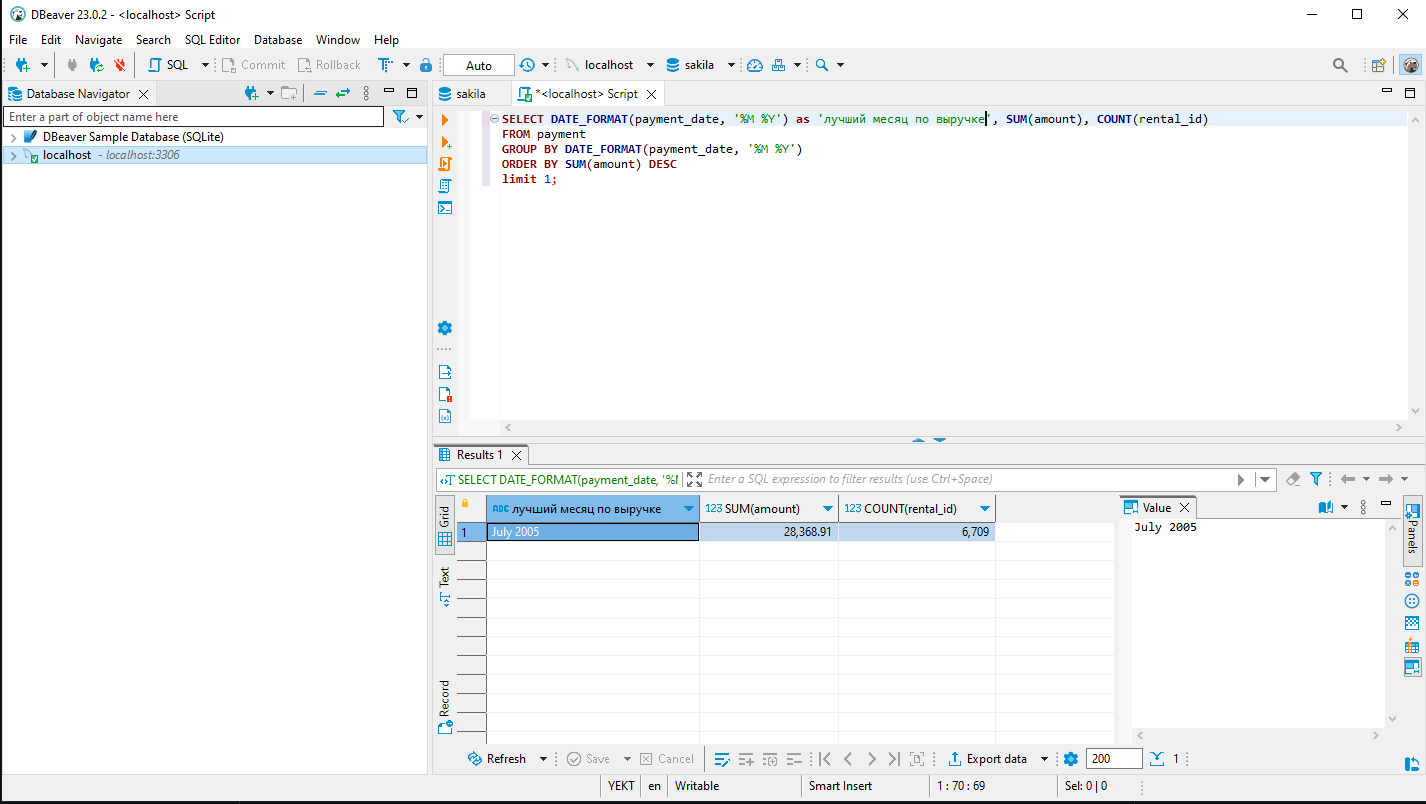 DBeaver 23.0.2 - <localhost> Script
File Edit Navigate Search SQL Editor Database Window Help
SQL Commit Rollback Auto localhost sakila
Database Navigator
sakila *<localhost> Script
Enter a part of object name here
DBeaver Sample Database (SQLite)
localhost - localhost:3306
SELECT DATE_FORMAT(payment_date, '%M %Y') as 'лучший месяц по выручке', SUM(amount), COUNT(rental_id)
FROM payment
GROUP BY DATE_FORMAT(payment_date, '%M %Y')
ORDER BY SUM(amount) DESC
limit 1;
Results 1
SELECT DATE_FORMAT(payment_date, '%M Enter a SQL expression to filter results (use Ctrl+Space)
Grid
Text
Record
ABC лучший месяц по выручке 123 SUM(amount) 123 COUNT(rental_id)
1 July 2005 28,368.91 6,709
Value
July 2005
Panels
Refresh Save Cancel Export data 200 1
YEKT en Writable Smart Insert 1 : 70 : 69 Sel: 0 | 0